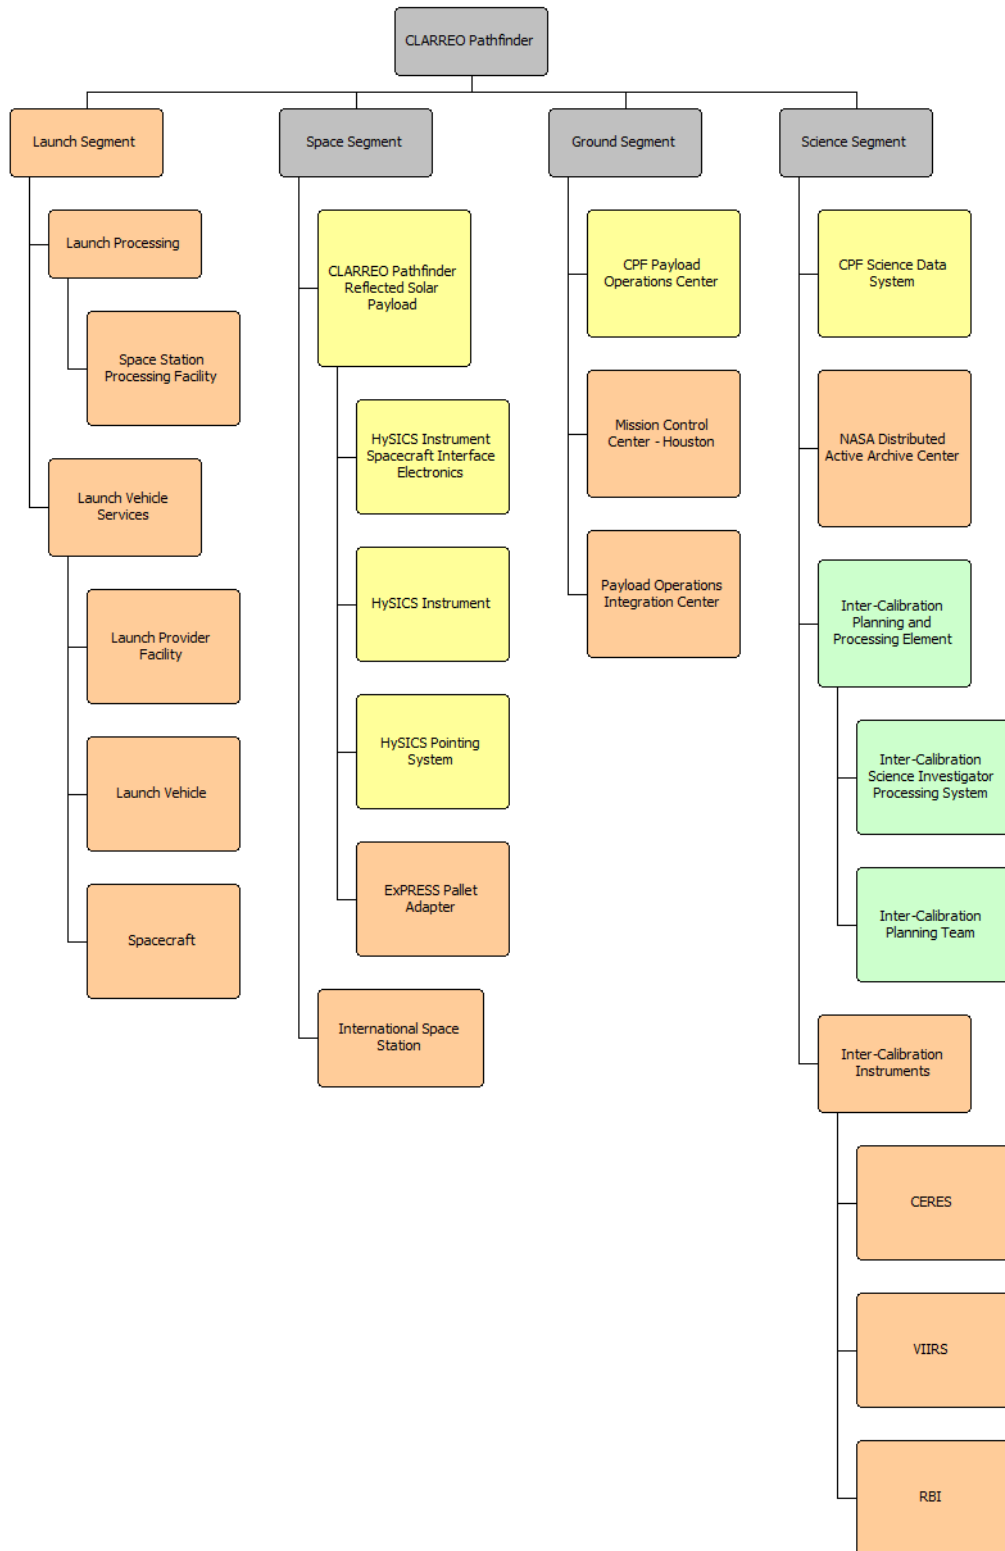 CLARREO Pathfinder
Launch Segment
Launch Processing
Space Station
Processing Facility
Launch Vehicle
Services
Launch Provider
Facility
Launch Vehicle
Spacecraft
Space Segment
CLARREO Pathfinder
Reflected Solar
Payload
HySICS Instrument
Spacecraft Interface
Electronics
HySICS Instrument
HySICS Pointing
System
ExPRESS Pallet
Adapter
International Space
Station
Ground Segment
CPF Payload
Operations Center
Mission Control
Center - Houston
Payload Operations
Integration Center
Science Segment
CPF Science Data
System
NASA Distributed
Active Archive Center
Inter-Calibration
Planning and
Processing Element
Inter-Calibration
Science Investigator
Processing System
Inter-Calibration
Planning Team
Inter-Calibration
Instruments
CERES
VIIRS
RBI